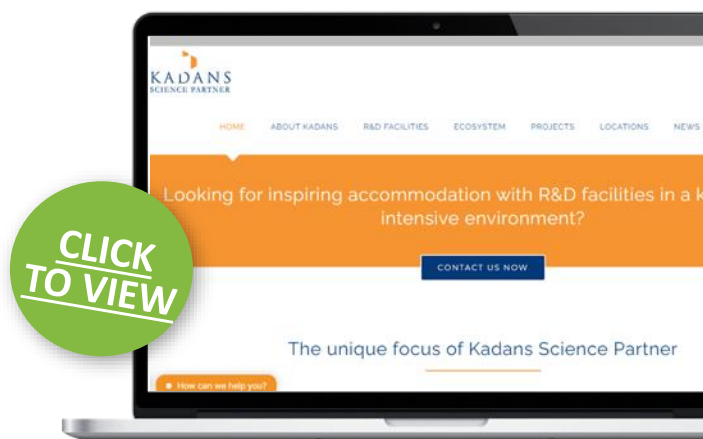 KADANS
SCIENCE PARTNER
HOME ABOUT KADANS R&D FACILITIES ECOSYSTEM PROJECTS LOCATIONS NEWS
Looking for inspiring accommodation with R&D facilities in a k
intensive environment?
CONTACT US NOW
CLICK
TO VIEW
The unique focus of Kadans Science Partner
How can we help you?